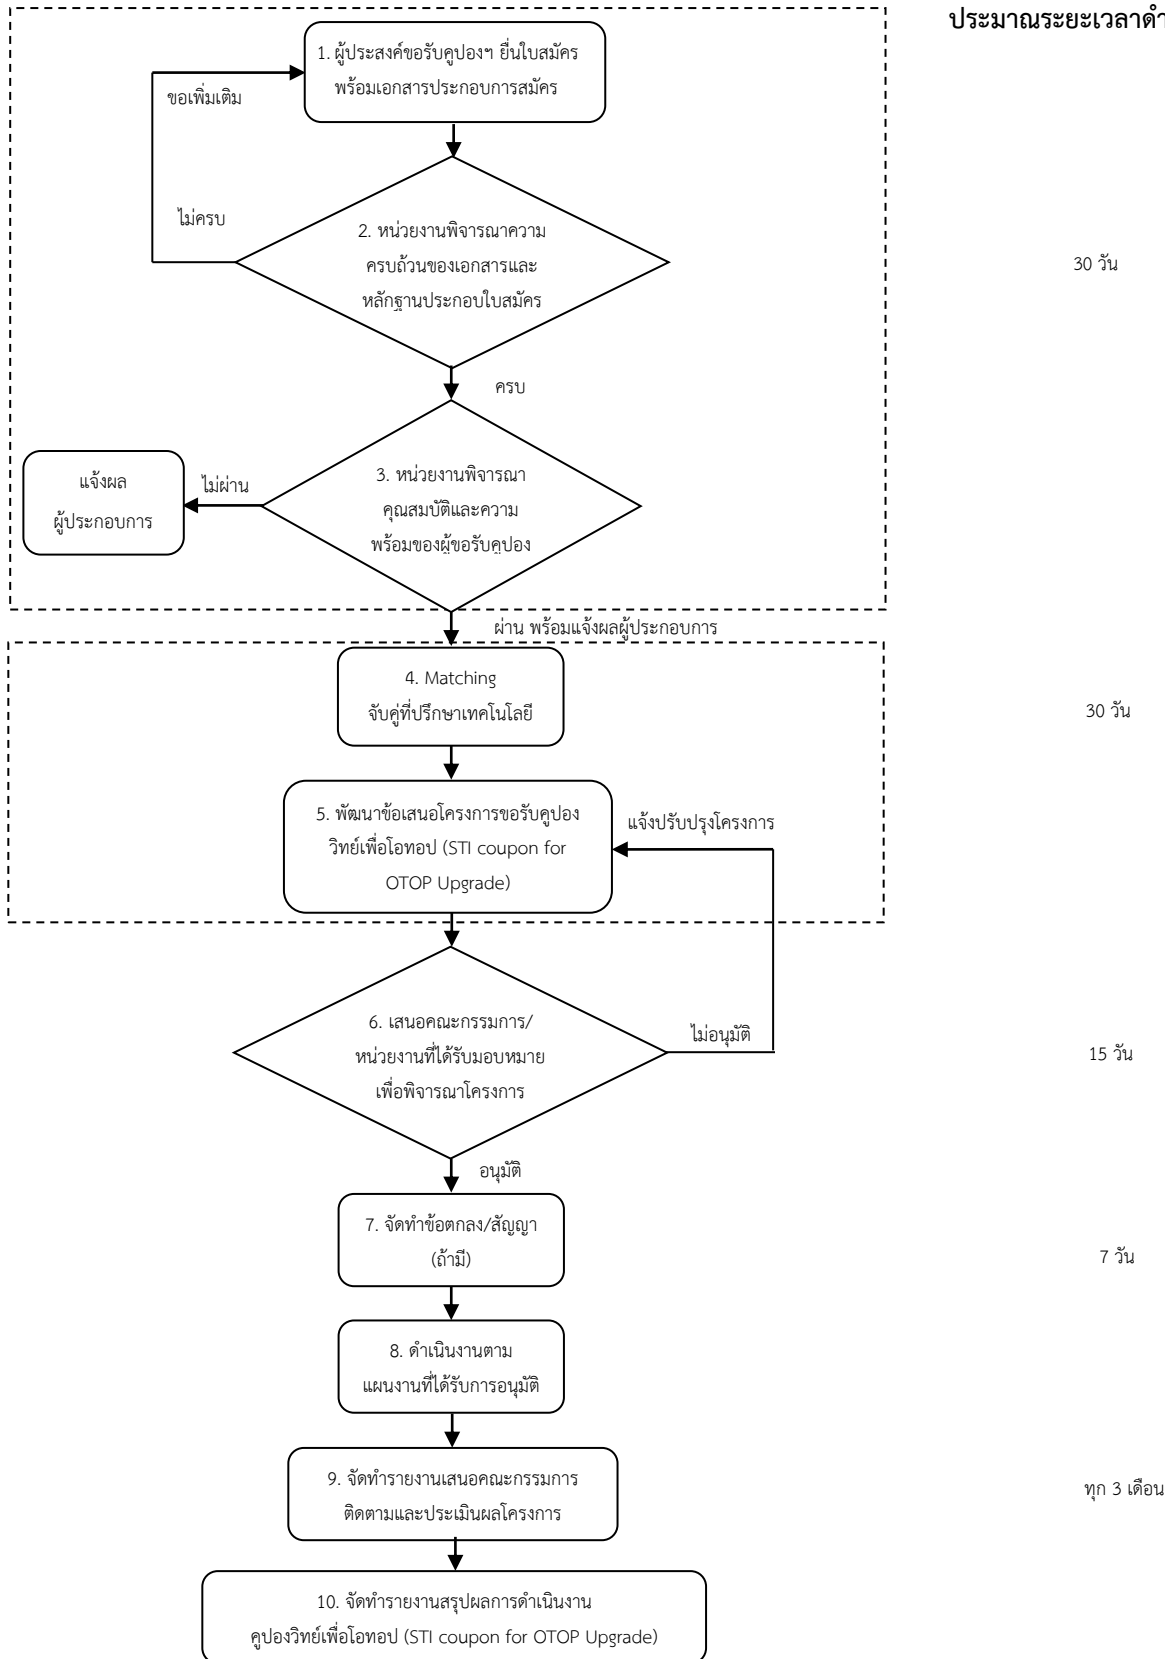 ประมาณระยะเวลาดำ
1. ผู้ประสงค์ขอรับคูปองฯ ยื่นใบสมัคร
พร้อมเอกสารประกอบการสมัคร
ขอเพิ่มเติม
ไม่ครบ
2. หน่วยงานพิจารณาความ
ครบถ้วนของเอกสารและ
หลักฐานประกอบใบสมัคร
30 วัน
ครบ
3. หน่วยงานพิจารณา
คุณสมบัติและความ
พร้อมของผู้ขอรับคูปอง
ไม่ผ่าน
แจ้งผล
ผู้ประกอบการ
ผ่าน พร้อมแจ้งผลผู้ประกอบการ
4. Matching
จับคู่ที่ปรึกษาเทคโนโลยี
30 วัน
5. พัฒนาข้อเสนอโครงการขอรับคูปอง
วิทย์เพื่อโอทอป (STI coupon for
OTOP Upgrade)
แจ้งปรับปรุงโครงการ
6. เสนอคณะกรรมการ/
หน่วยงานที่ได้รับมอบหมาย
เพื่อพิจารณาโครงการ
ไม่อนุมัติ
15 วัน
อนุมัติ
7. จัดทำข้อตกลง/สัญญา
(ถ้ามี)
7 วัน
8. ดำเนินงานตาม
แผนงานที่ได้รับการอนุมัติ
9. จัดทำรายงานเสนอคณะกรรมการ
ติดตามและประเมินผลโครงการ
ทุก 3 เดือน
10. จัดทำรายงานสรุปผลการดำเนินงาน
คูปองวิทย์เพื่อโอทอป (STI coupon for OTOP Upgrade)